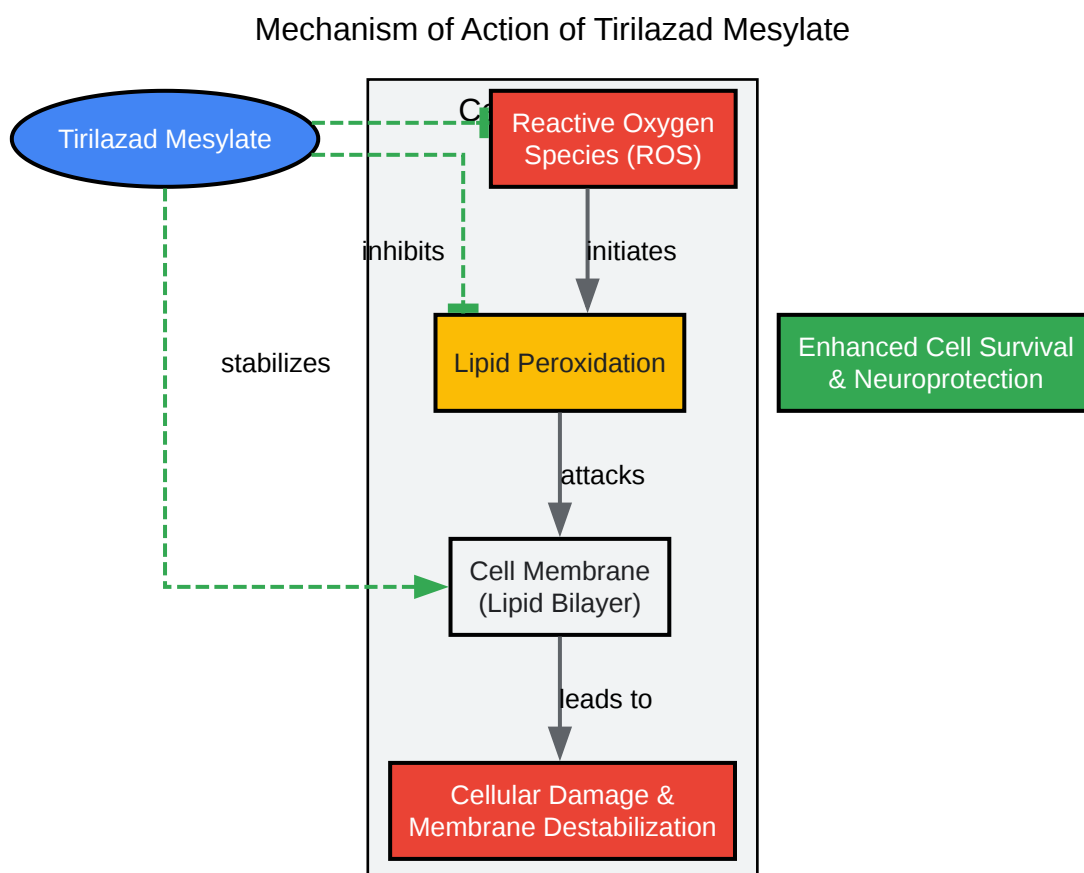 Mechanism of Action of Tirilazad Mesylate
Tirilazad Mesylate
Reactive Oxygen
Species (ROS)
inhibits
initiates
stabilizes
Lipid Peroxidation
Enhanced Cell Survival
& Neuroprotection
attacks
Cell Membrane
(Lipid Bilayer)
leads to
Cellular Damage &
Membrane Destabilization